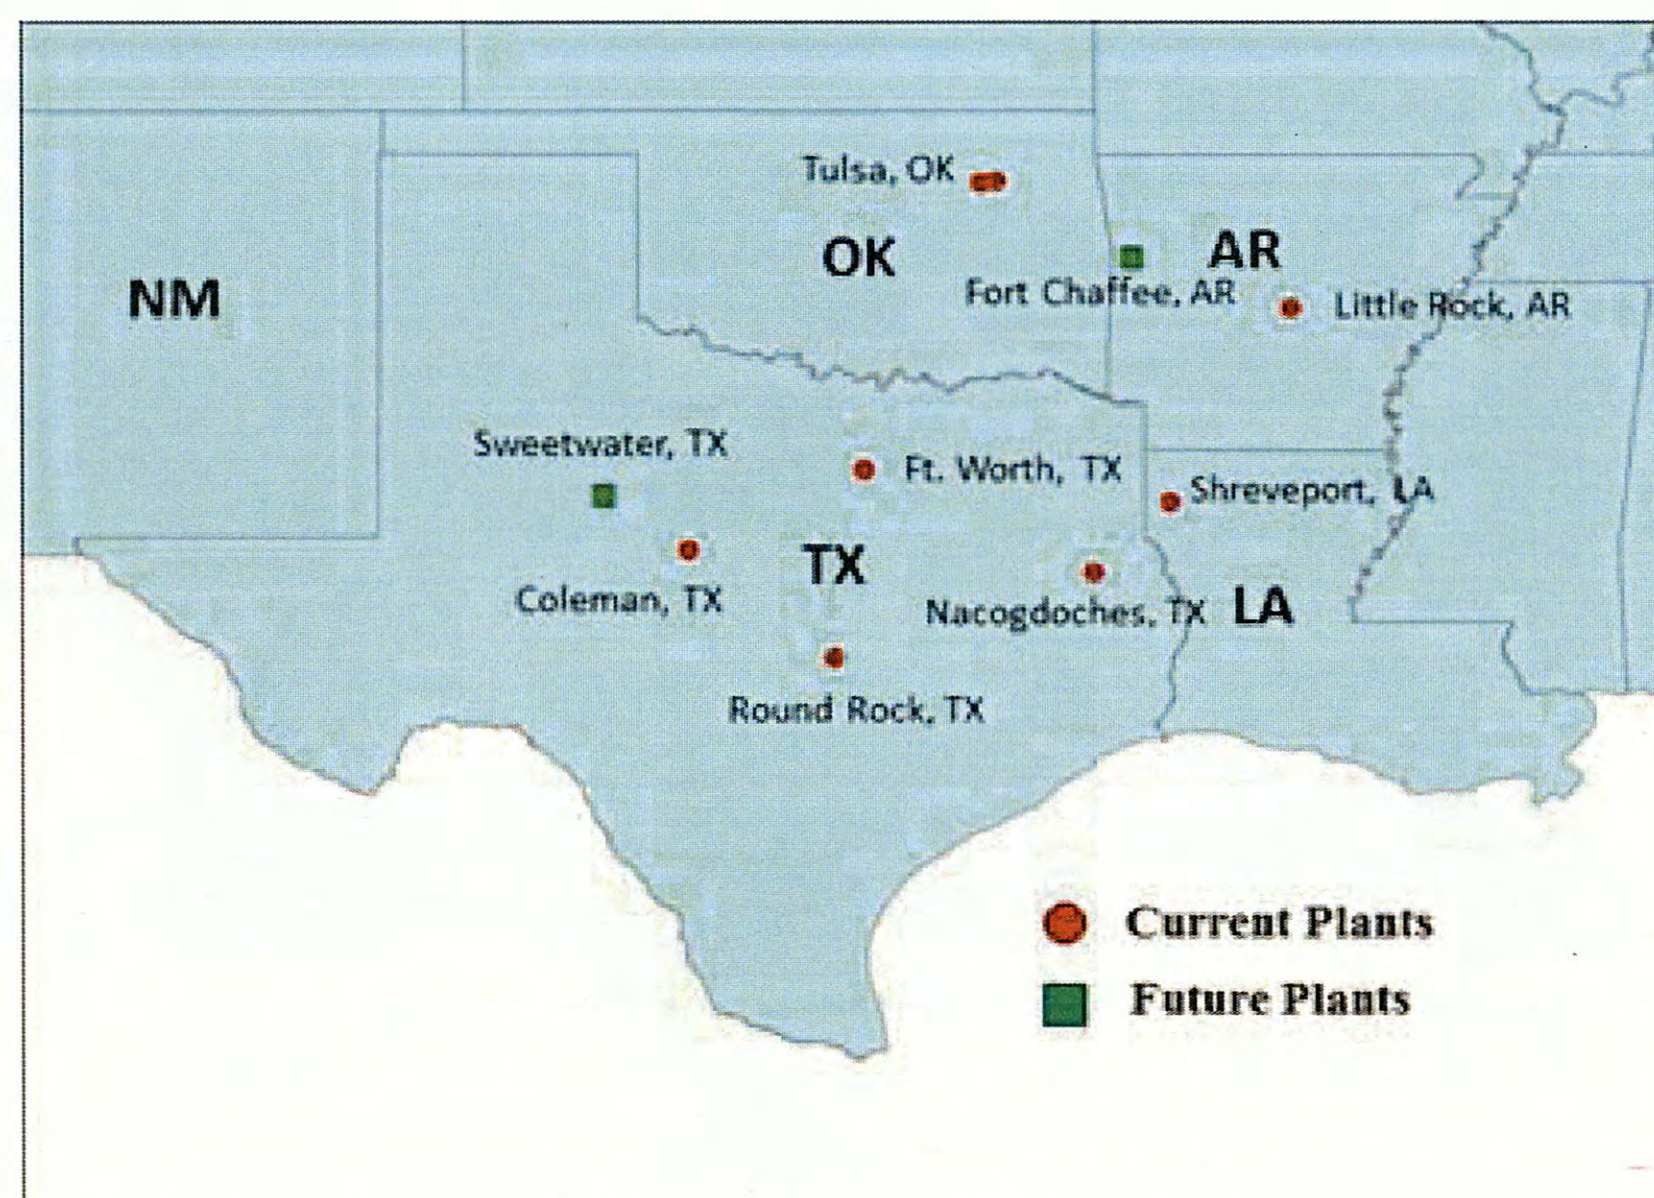 Tulsa, OK
OK
AR
NM
Fort Chaffee, AR
Little Rock, AR
Sweetwater, TX
Ft. Worth, TX
Shreveport, LA
TX
Coleman, TX
Nacogdoches, TX
LA
Round Rock, TX
Current Plants
Future Plants